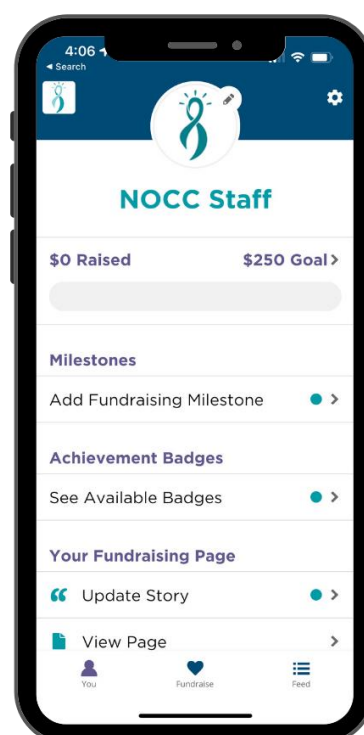 4:06
◀ Search
NOCC Staff
$0 Raised $250 Goal
Milestones
Add Fundraising Milestone
Achievement Badges
See Available Badges
Your Fundraising Page
Update Story
View Page
You Fundraise Feed